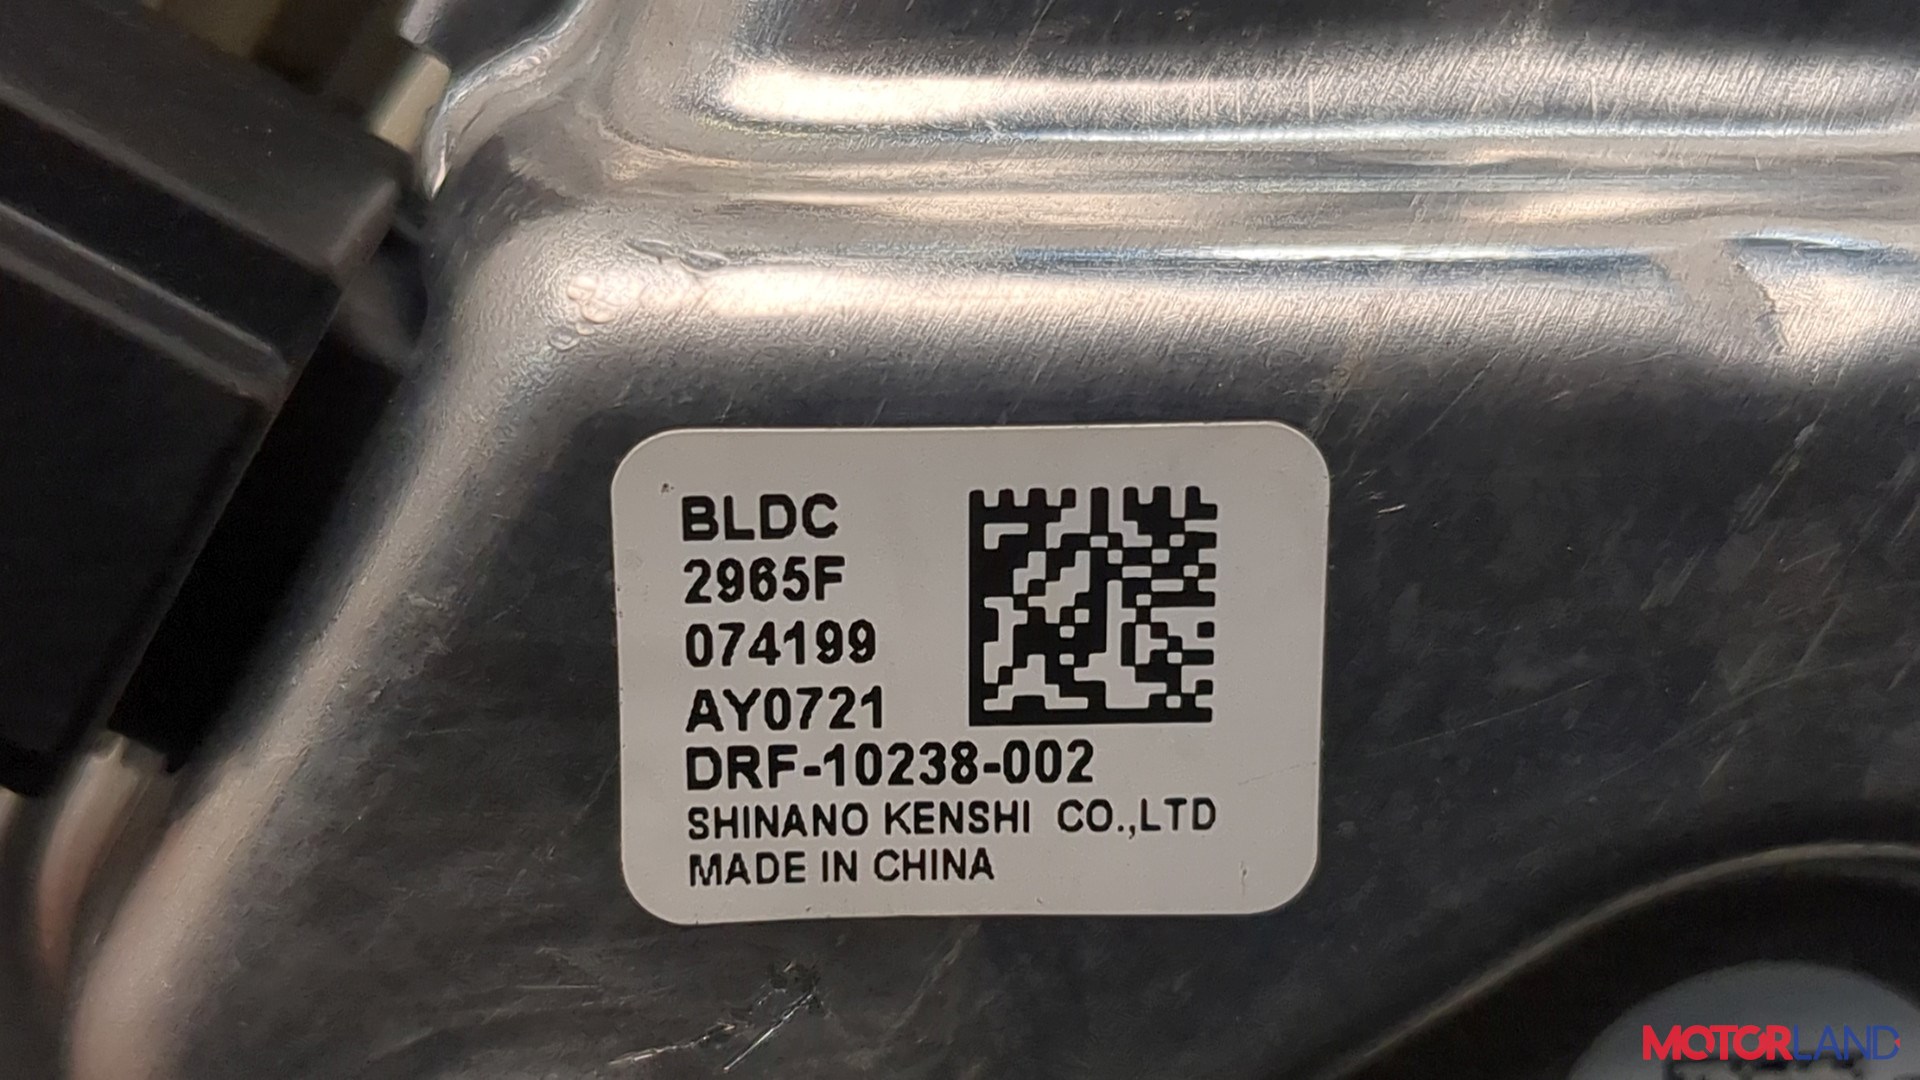 BLDC
2965F
074199
AY0721
DRF-10238-002
SHINANO KENSHI CO.,LTD
MADE IN CHINA
MOTORLAND